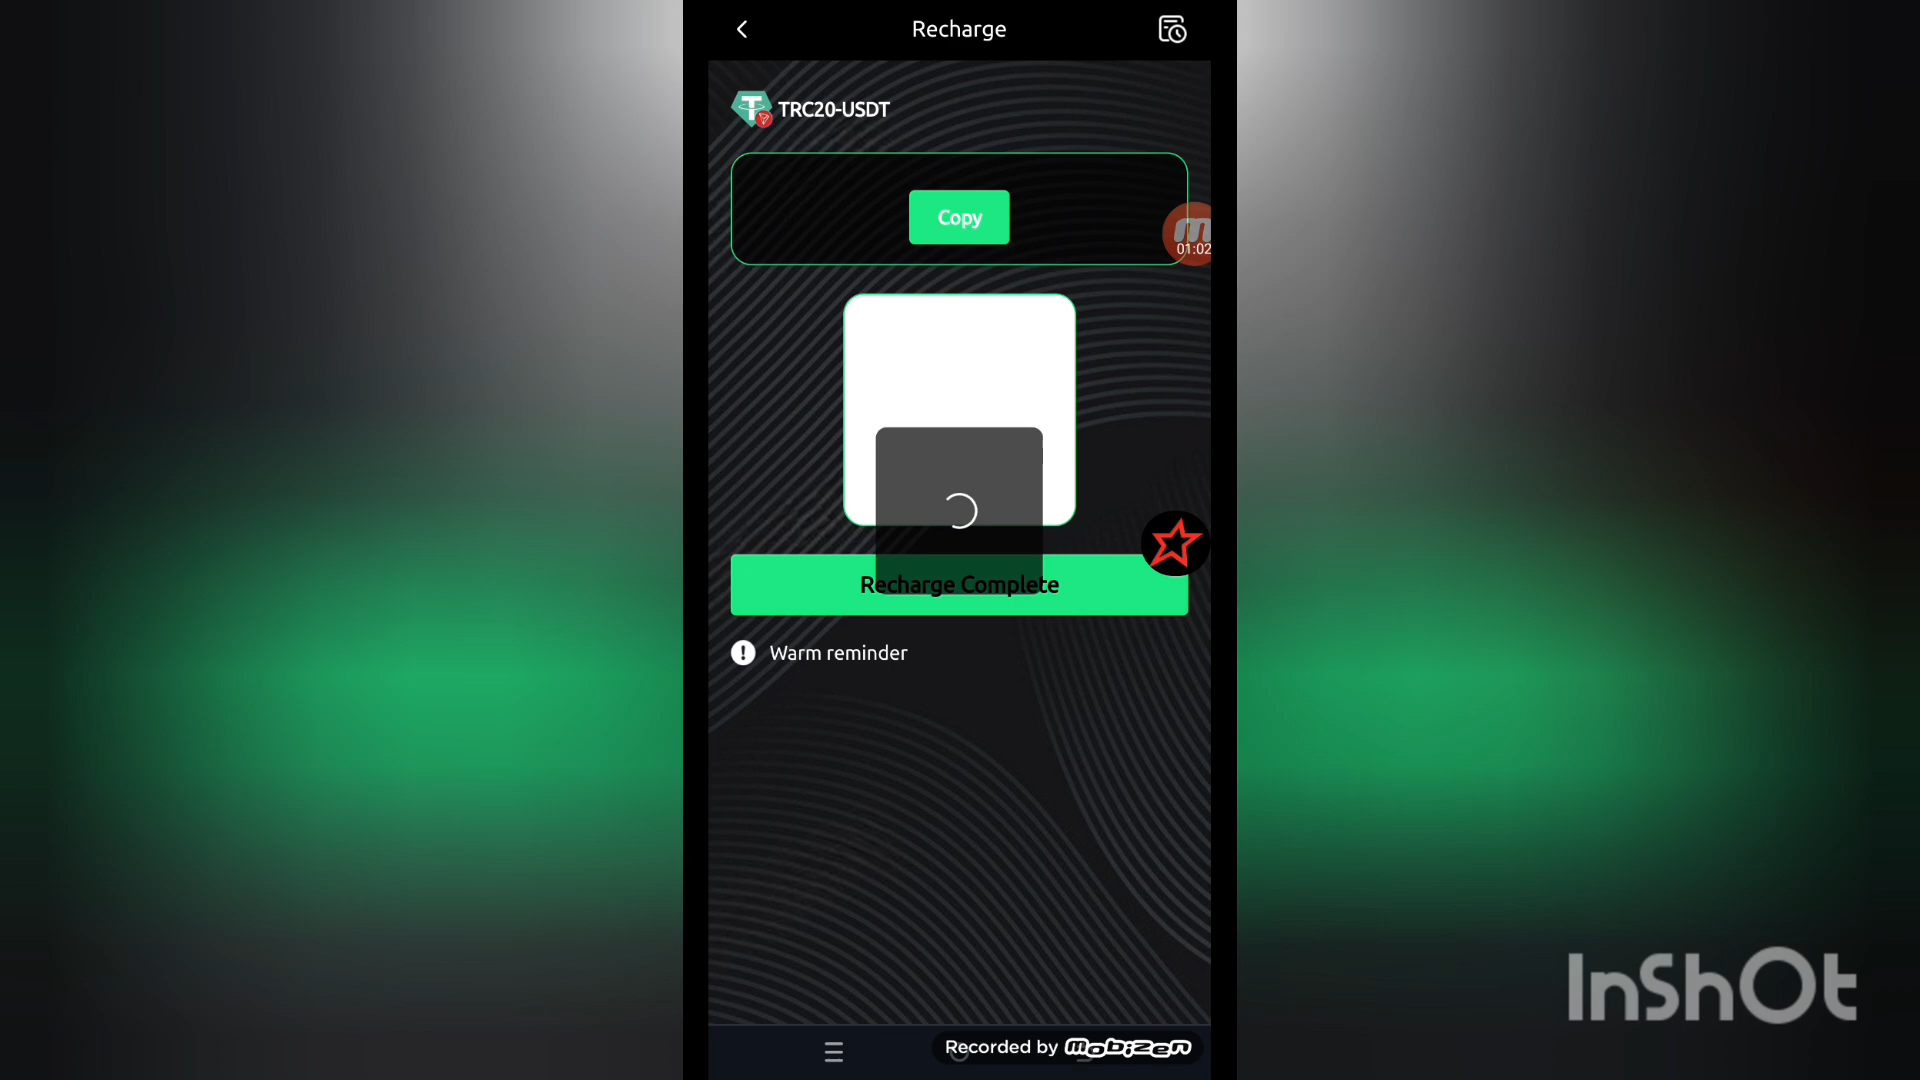 Recharge
TRC20-USDT
Copy
01:02
Recharge Complete
Warm reminder
InShOt
Recorded by mobizen